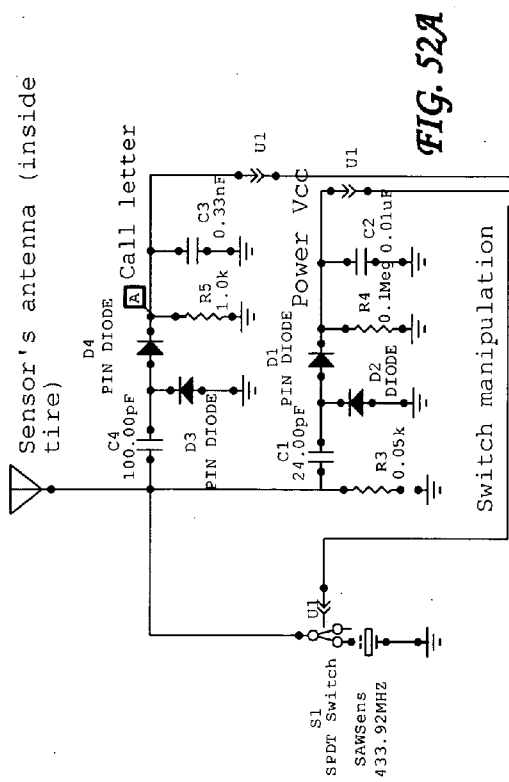 Sensor's antenna (inside
tire)
Call letter
A
D4
PIN DIODE
C4
100.00pF
D3
PIN DIODE
R5
1.0k
C3
0.33nF
U1
Power Vcc
D1
PIN DIODE
C1
24.00pF
D2
DIODE
R4
0.1Meg
C2
0.01uF
U1
R3
0.05k
Switch manipulation
U1
S1
SPDT Switch
SAWSens
433.92MHZ
FIG. 52A